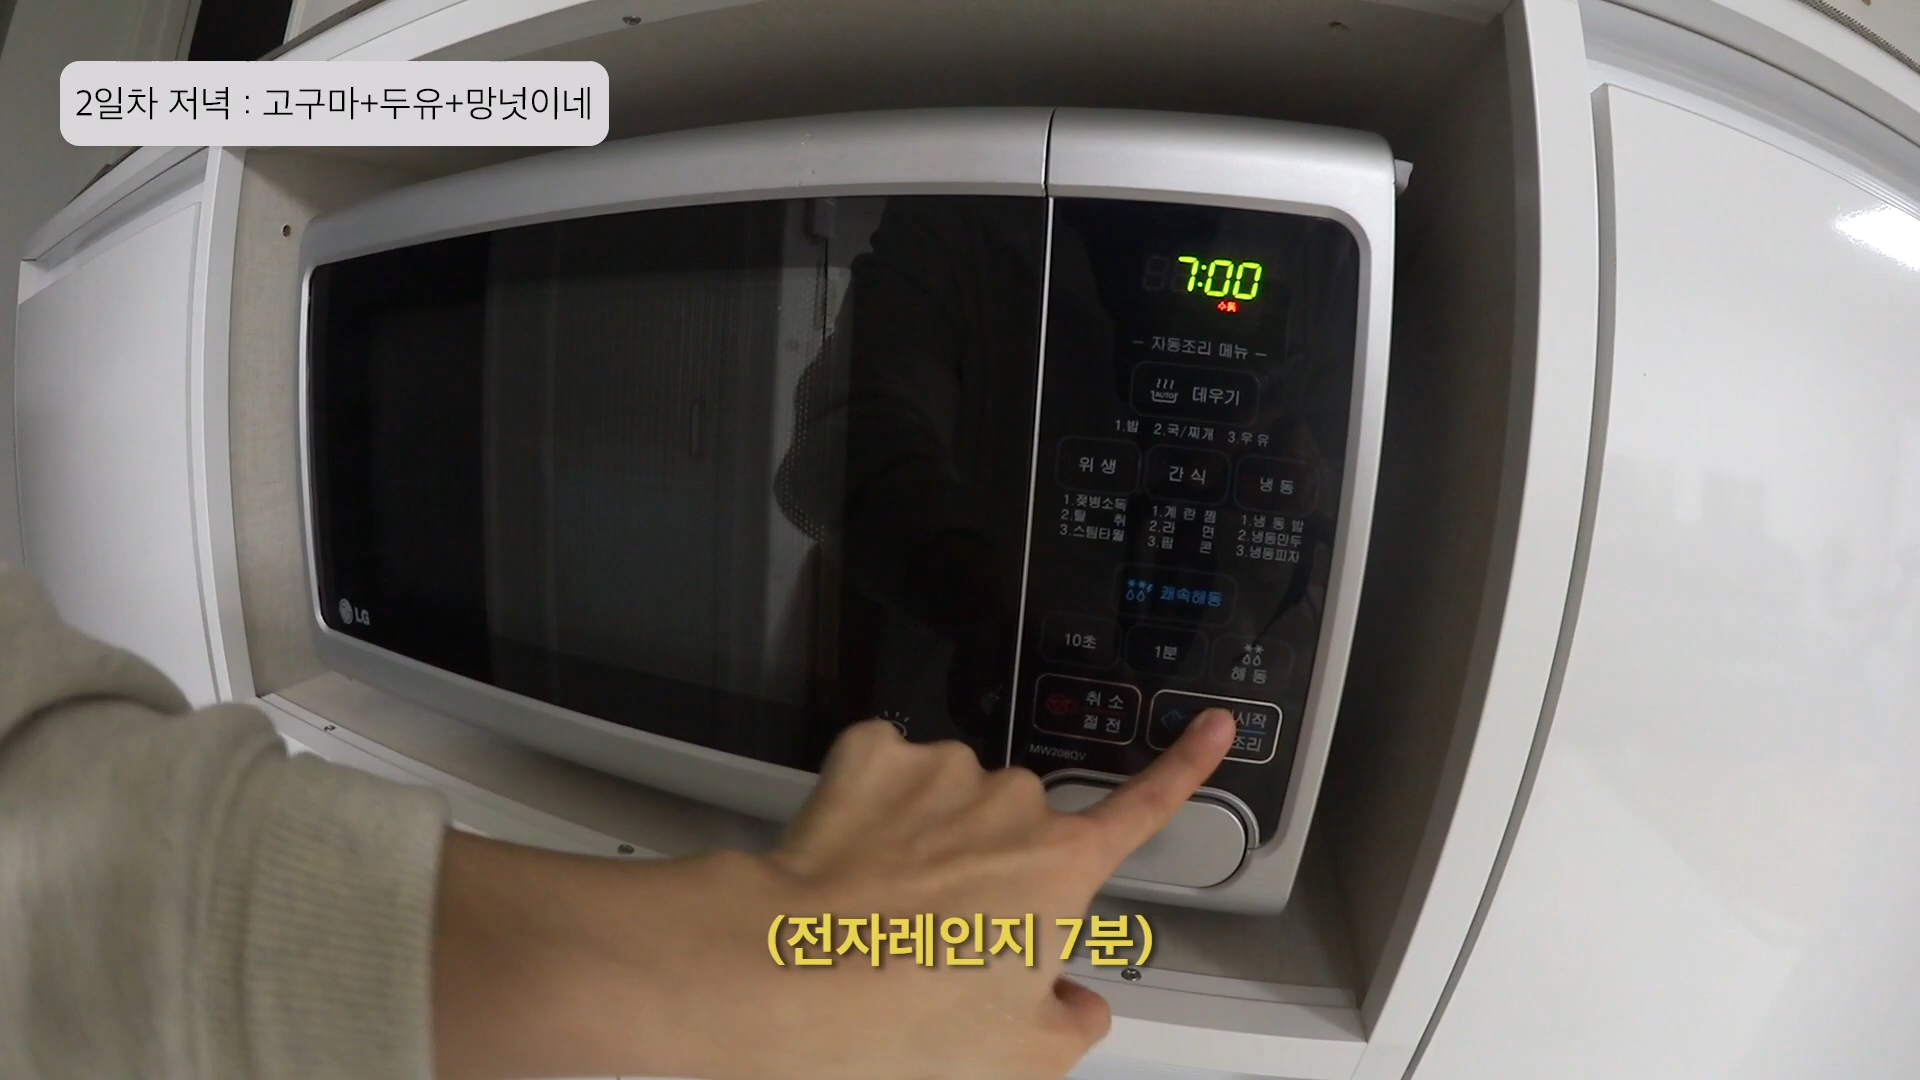 2일차 저녁 : 고구마+두유+망넛이네
7:00
수동
– 자동조리 메뉴 –
AUTO 데우기
1.밥 2.국/찌개 3.우유
위생 간식 냉동
1.젖병소독 1.계란찜 1.냉동밥
2.탈취 2.라면 2.냉동만두
3.스팀타월 3.팝콘 3.냉동피자
쾌속해동
10초 1분 해동
취소 시작
절전 조리
MW208QV
LG
(전자레인지 7분)